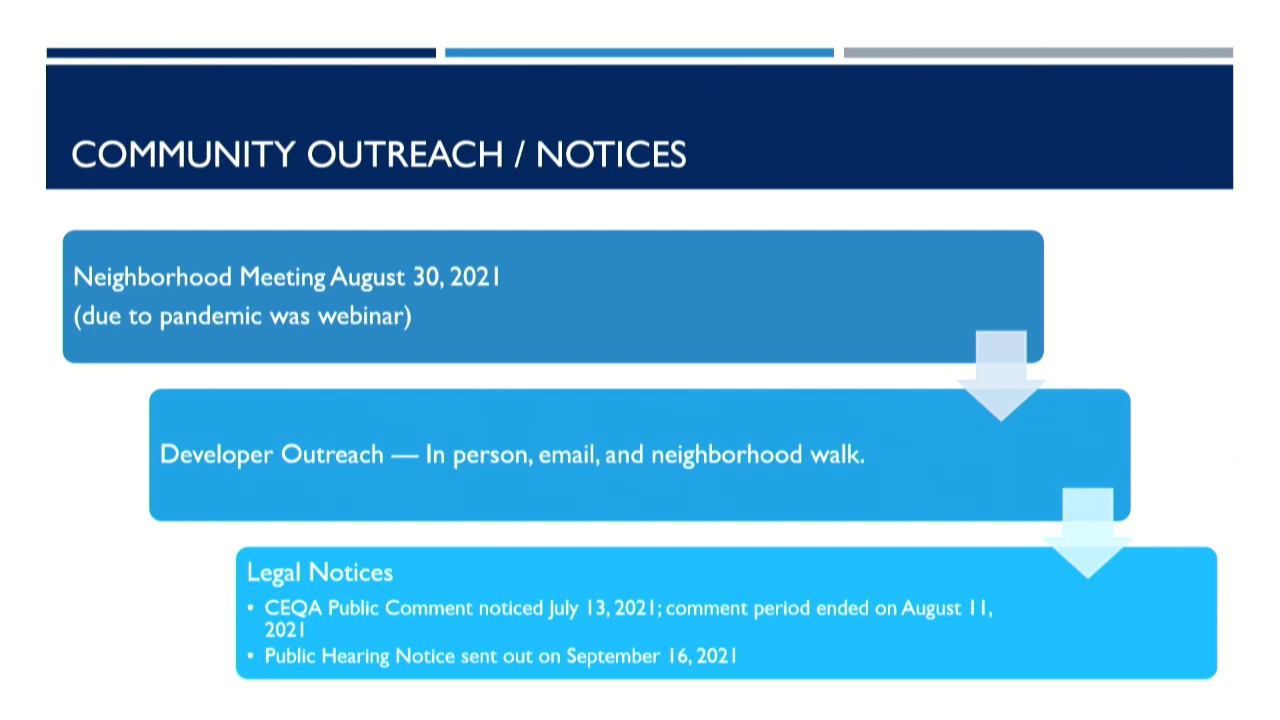 COMMUNITY OUTREACH / NOTICES
Neighborhood Meeting August 30, 2021
(due to pandemic was webinar)
Developer Outreach — In person, email, and neighborhood walk.
Legal Notices
• CEQA Public Comment noticed July 13, 2021; comment period ended on August 11,
2021
• Public Hearing Notice sent out on September 16, 2021